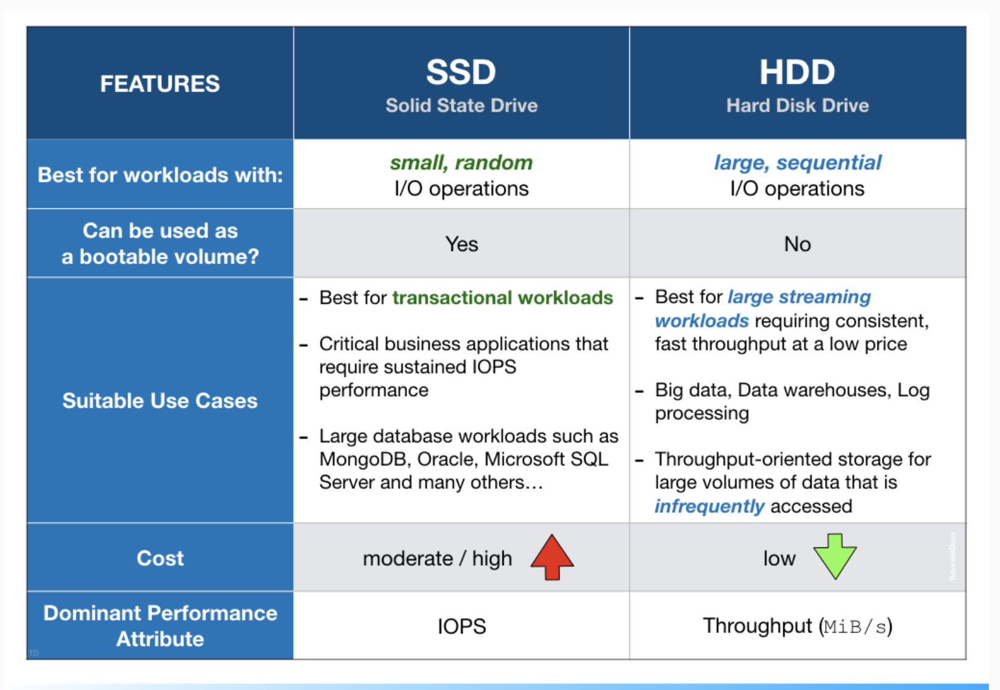 FEATURES
SSD
Solid State Drive
HDD
Hard Disk Drive
Best for workloads with:
small, random
I/O operations
large, sequential
I/O operations
Can be used as
a bootable volume?
Yes
No
Suitable Use Cases
- Best for transactional workloads
- Critical business applications that
require sustained IOPS
performance
- Large database workloads such as
MongoDB, Oracle, Microsoft SQL
Server and many others...
- Best for large streaming
workloads requiring consistent,
fast throughput at a low price
- Big data, Data warehouses, Log
processing
- Throughput-oriented storage for
large volumes of data that is
infrequently accessed
Cost
moderate / high
low
TutorialsDojo
Dominant Performance
Attribute
IOPS
Throughput (MiB/s)
TD